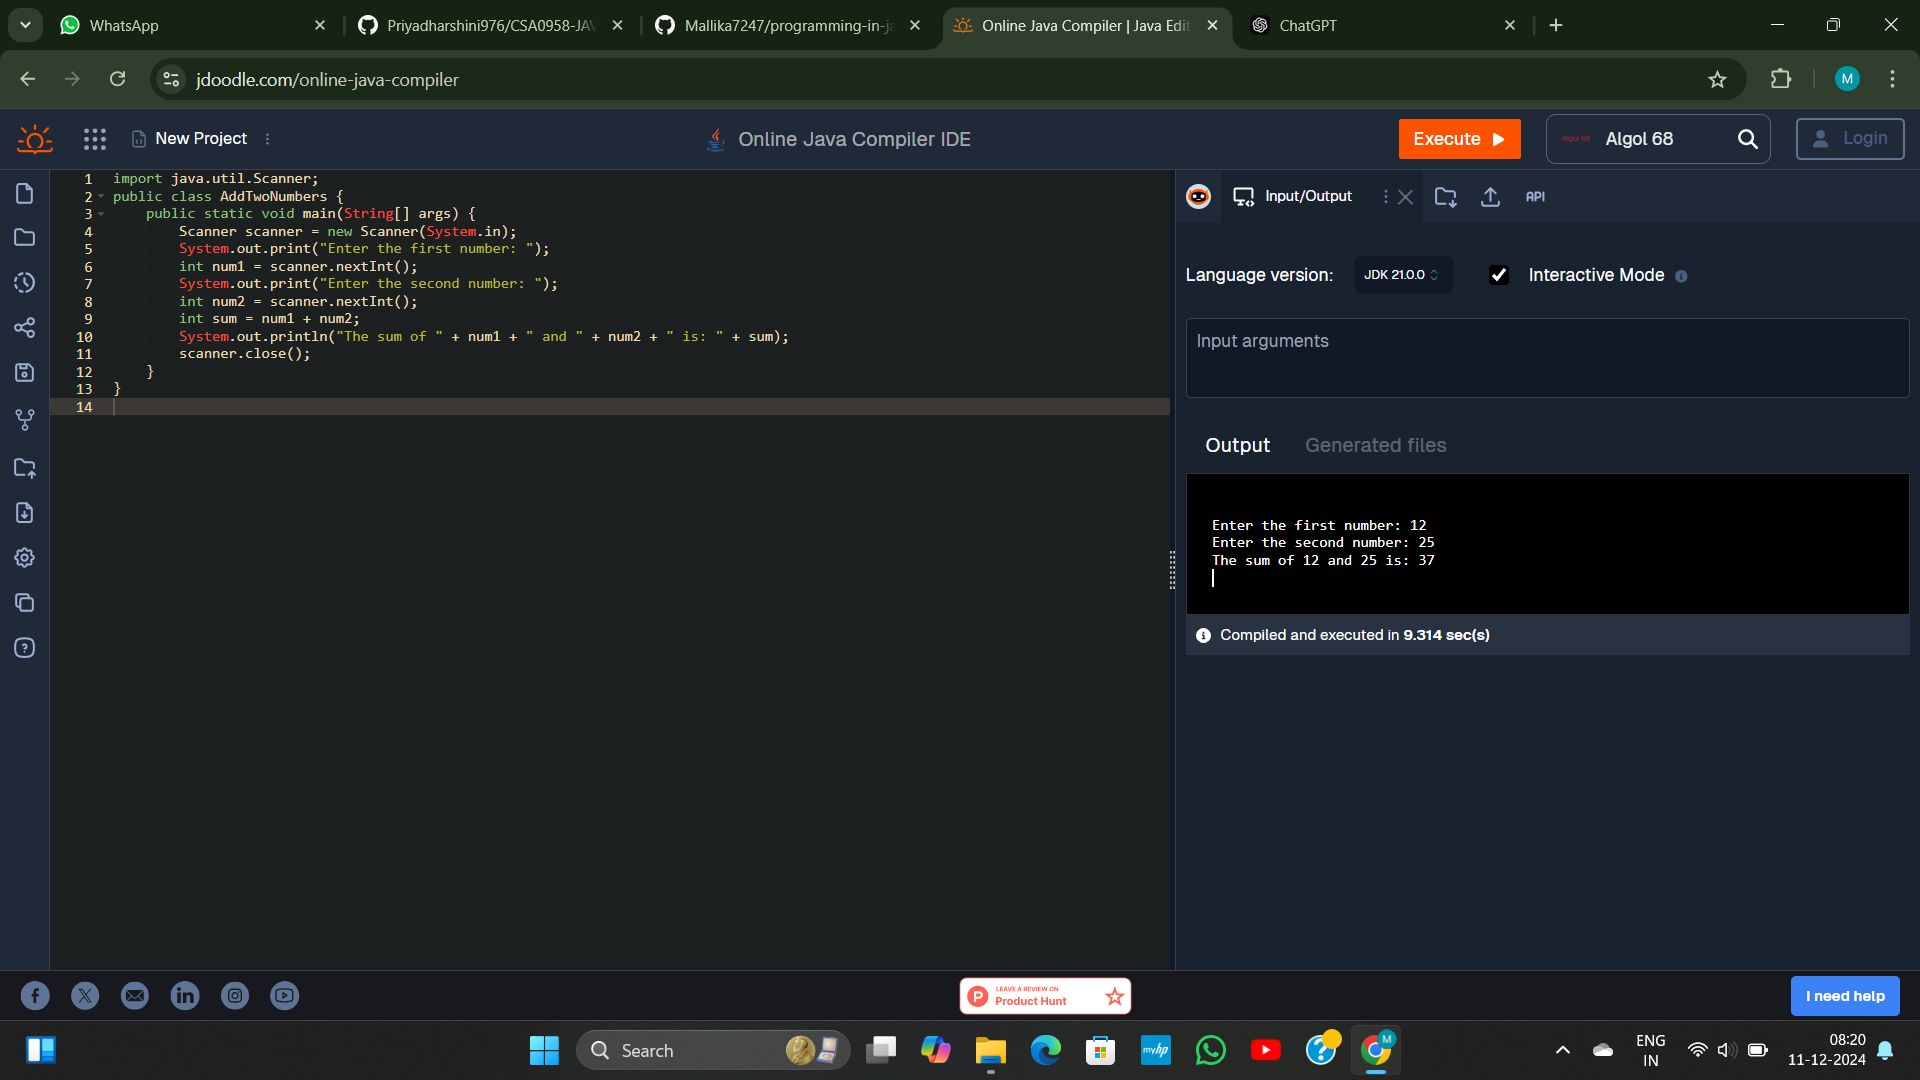 WhatsApp
Priyadharshini976/CSA0958-JAV
Mallika7247/programming-in-ja
Online Java Compiler | Java Edit
ChatGPT
jdoodle.com/online-java-compiler
M
New Project
Online Java Compiler IDE
Execute
Algol 68
Algol 68
Login
1 import java.util.Scanner;
2 public class AddTwoNumbers {
3 public static void main(String[] args) {
4 Scanner scanner = new Scanner(System.in);
5 System.out.print("Enter the first number: ");
6 int num1 = scanner.nextInt();
7 System.out.print("Enter the second number: ");
8 int num2 = scanner.nextInt();
9 int sum = num1 + num2;
10 System.out.println("The sum of " + num1 + " and " + num2 + " is: " + sum);
11 scanner.close();
12 }
13 }
14
Input/Output
API
Language version:
JDK 21.0.0
Interactive Mode
Input arguments
Output
Generated files
Enter the first number: 12
Enter the second number: 25
The sum of 12 and 25 is: 37
Compiled and executed in 9.314 sec(s)
P
LEAVE A REVIEW ON
Product Hunt
I need help
Search
myhp
M
ENG
IN
08:20
11-12-2024